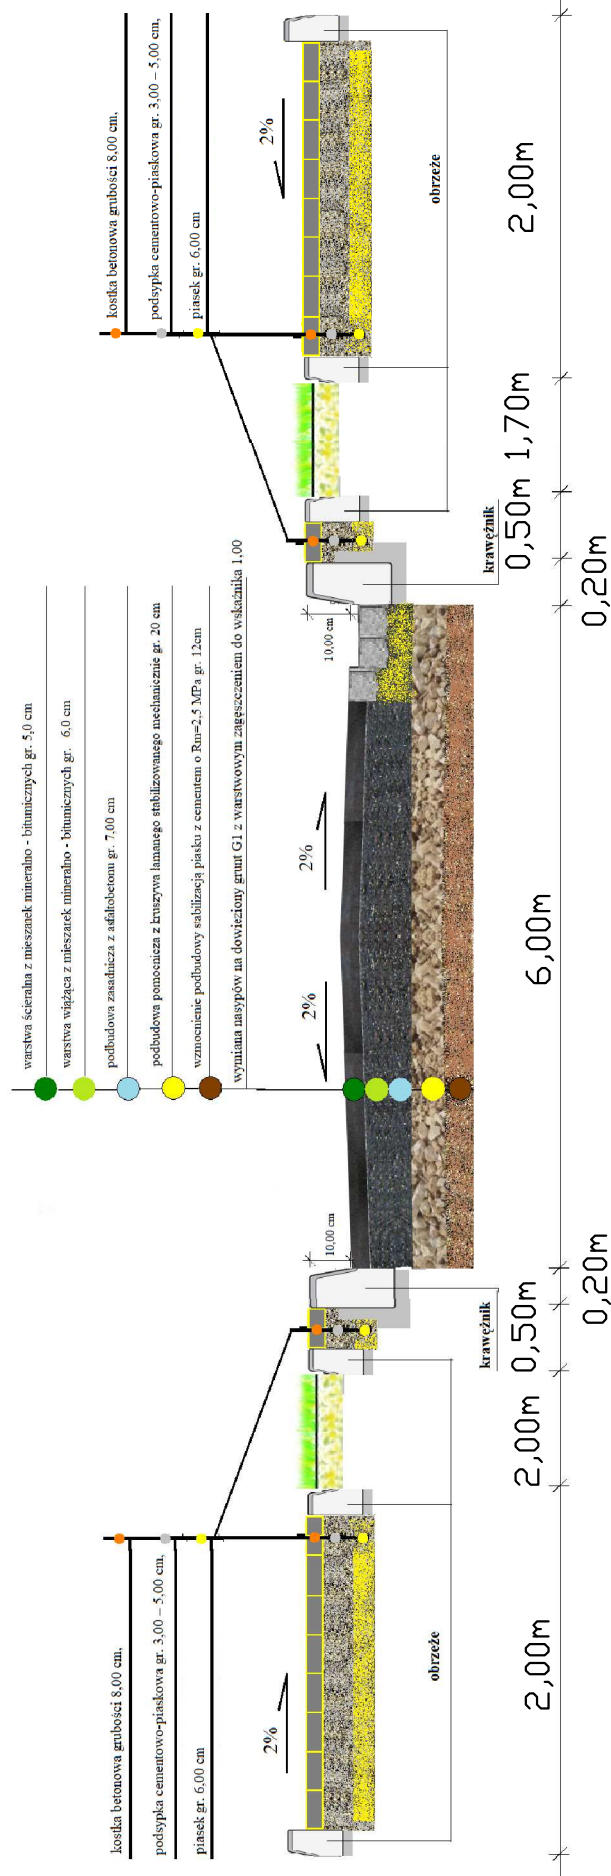 kostka betonowa grubości 8,00 cm,
podsypka cementowo-piaskowa gr. 3,00 – 5,00 cm,
piasek gr. 6,00 cm
2%
obrzeże
2,00m
2,00m
krawężnik
0,50m
0,20m
10,00 cm
warstwa ścieralna z mieszanek mineralno - bitumicznych gr. 5,0 cm
warstwa wiążąca z mieszarek mineralno - bitumicznych gr. 6,0 cm
podbudowa zasadnicza z asfaltobetonu gr. 7,00 cm
podbudowa pomocnicza z kruszywa łamanego stabilizowanego mechanicznie gr. 20 cm
wzmocnienie podbudowy stabilizacją piasku z cementem o Rm=2,5 MPa gr. 12cm
wymiana nasypów na dowieziony grunt G1 z warstwowym zagęszczeniem do wskaźnika 1,00
2%
2%
6,00m
10,00 cm
0,20m
krawężnik
0,50m
1,70m
kostka betonowa grubości 8,00 cm,
podsypka cementowo-piaskowa gr. 3,00 – 5,00 cm,
piasek gr. 6,00 cm
2%
obrzeże
2,00m